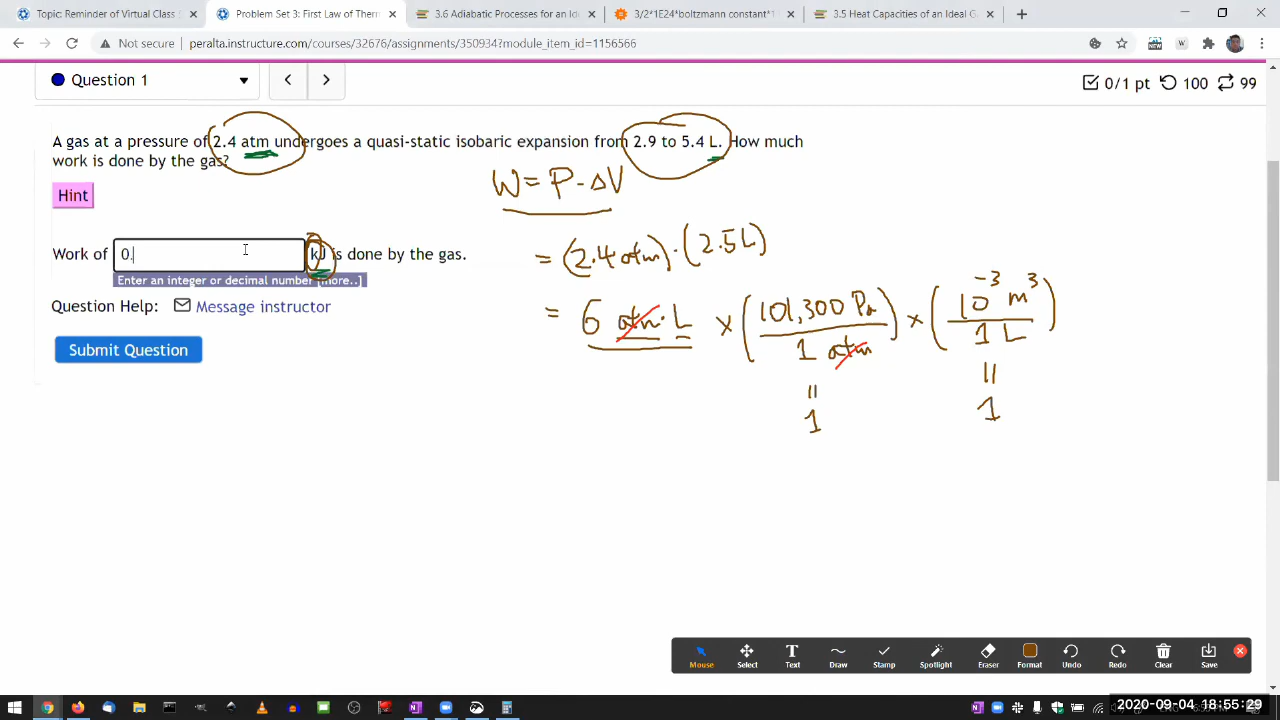 Topic: Reminder of Virtual Class S
Problem Set 3: First Law of Therm
3.6 Adiabatic Processes for an Ide
3/2*1E24*boltzmann constant*1
3.5 Heat Capacities of an Ideal G
Not secure | peralta.instructure.com/courses/32676/assignments/350934?module_item_id=1156566
Question 1
0/1 pt 100 99
A gas at a pressure of 2.4 atm undergoes a quasi-static isobaric expansion from 2.9 to 5.4 L. How much
work is done by the gas?
W = P - ΔV
Hint
= (2.4 atm) · (2.5 L)
Work of 0. kJ is done by the gas.
Enter an integer or decimal number [more..]
= 6 atm · L × (101,300 Pa / 1 atm) × (10⁻³ m³ / 1 L)
Question Help: Message instructor
Submit Question
= =
1 1
Mouse Select Text Draw Stamp Spotlight Eraser Format Undo Redo Clear Save
2020-09-04 18:55:29